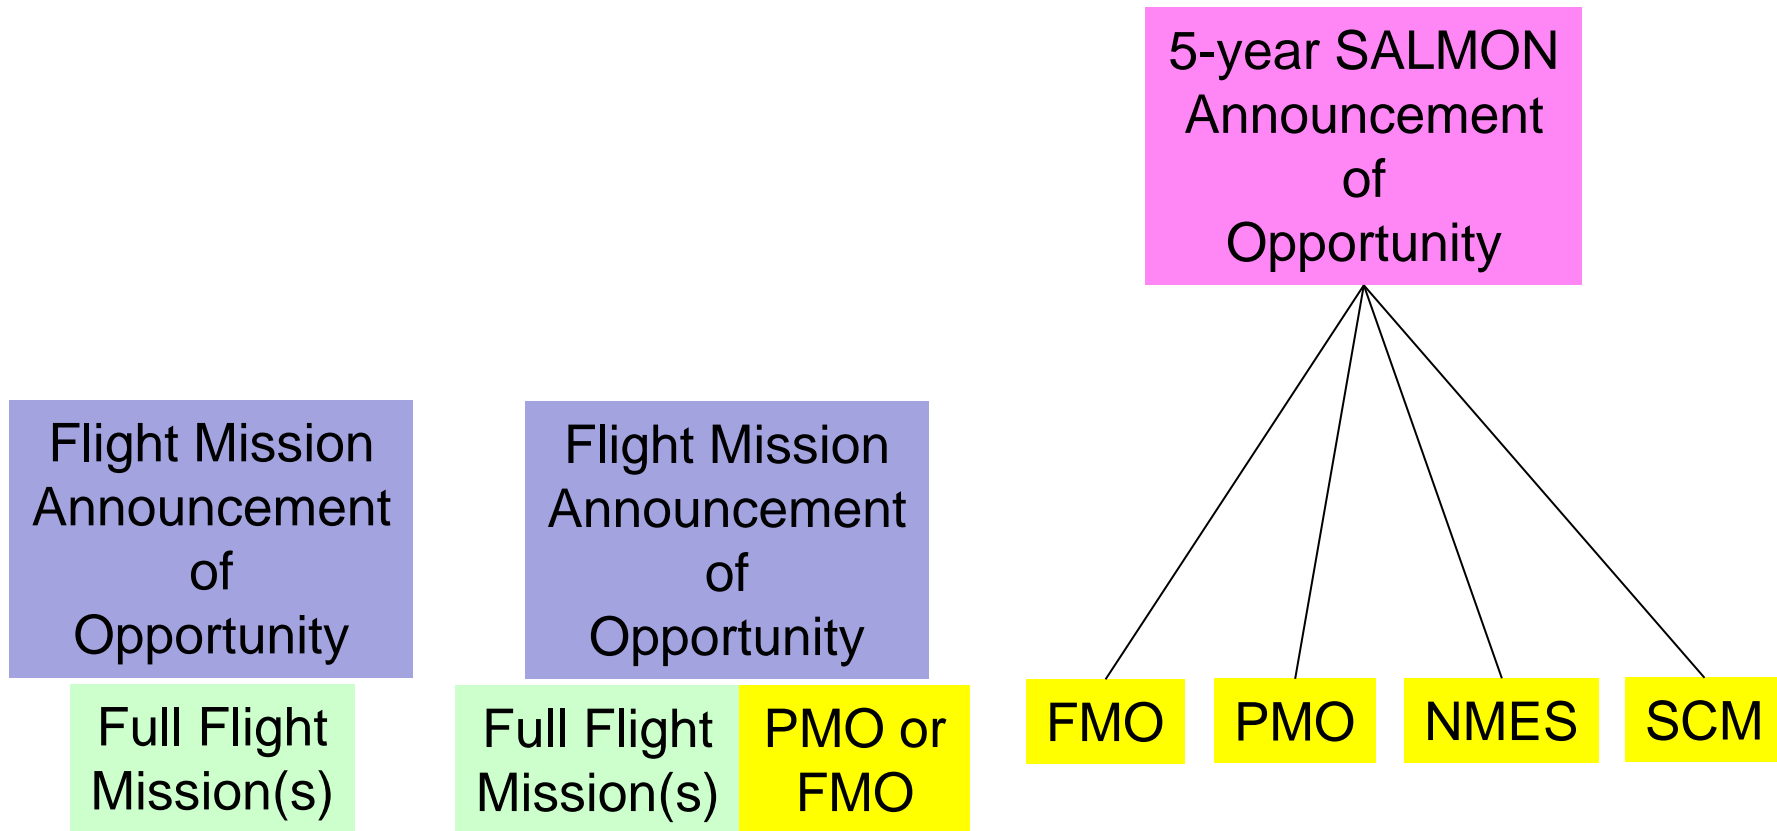 5-year SALMON
Announcement
of
Opportunity
Flight Mission
Announcement
of
Opportunity
Full Flight
Mission(s)
Flight Mission
Announcement
of
Opportunity
Full Flight
Mission(s)
PMO or
FMO
FMO
PMO
NMES
SCM